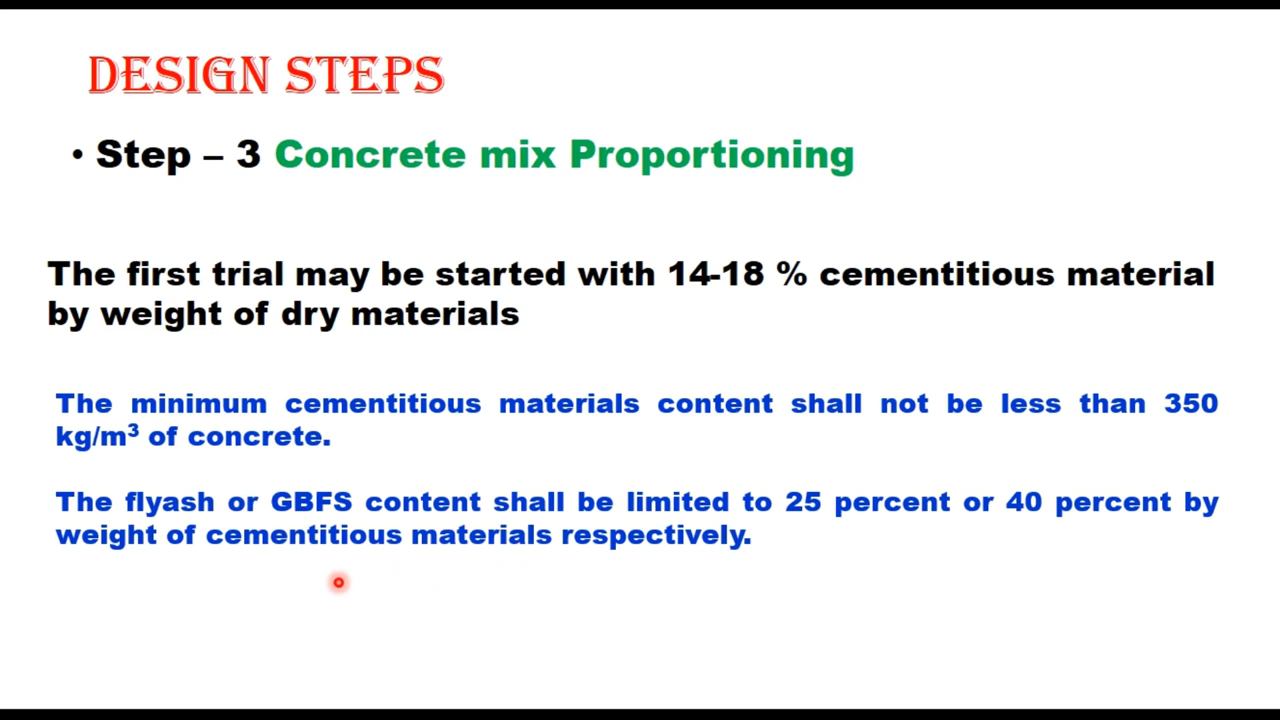 DESIGN STEPS
• Step – 3 Concrete mix Proportioning
The first trial may be started with 14-18 % cementitious material
by weight of dry materials
The minimum cementitious materials content shall not be less than 350
kg/m³ of concrete.
The flyash or GBFS content shall be limited to 25 percent or 40 percent by
weight of cementitious materials respectively.